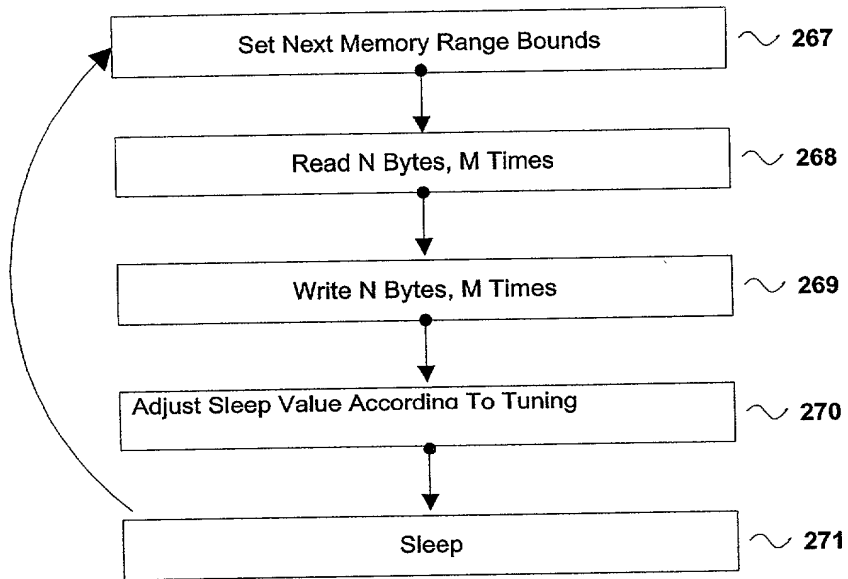 Set Next Memory Range Bounds 267
Read N Bytes, M Times 268
Write N Bytes, M Times 269
Adjust Sleep Value According To Tuning 270
Sleep 271